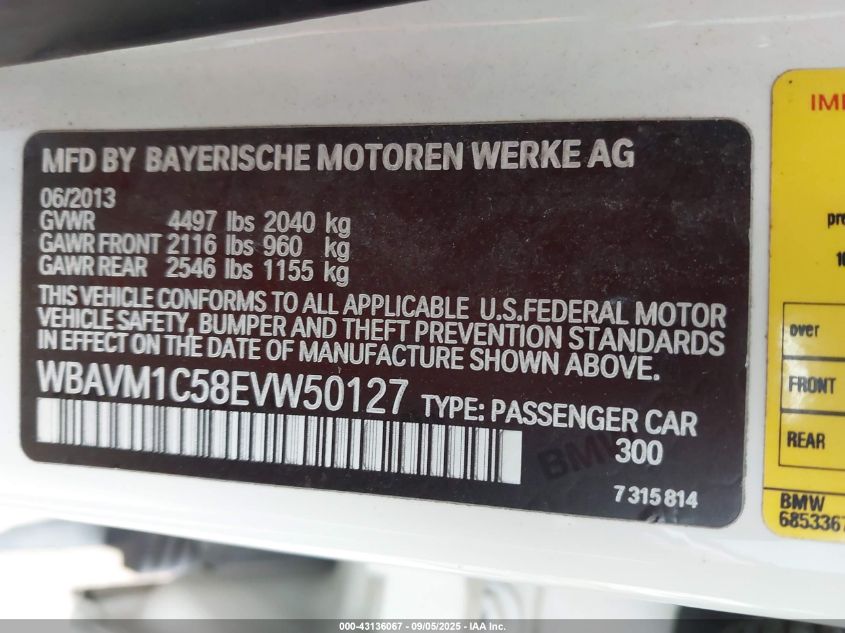 MFD BY BAYERISCHE MOTOREN WERKE AG
06/2013
GVWR 4497 lbs 2040 kg
GAWR FRONT 2116 lbs 960 kg
GAWR REAR 2546 lbs 1155 kg
THIS VEHICLE CONFORMS TO ALL APPLICABLE U.S.FEDERAL MOTOR
VEHICLE SAFETY, BUMPER AND THEFT PREVENTION STANDARDS
IN EFFECT ON THE DATE OF MANUFACTURE SHOWN ABOVE.
WBAVM1C58EVW50127 TYPE: PASSENGER CAR
300
BMW
7 315 814
over
FRONT
REAR
BMW
000-43136067 - 09/05/2025 - IAA Inc.